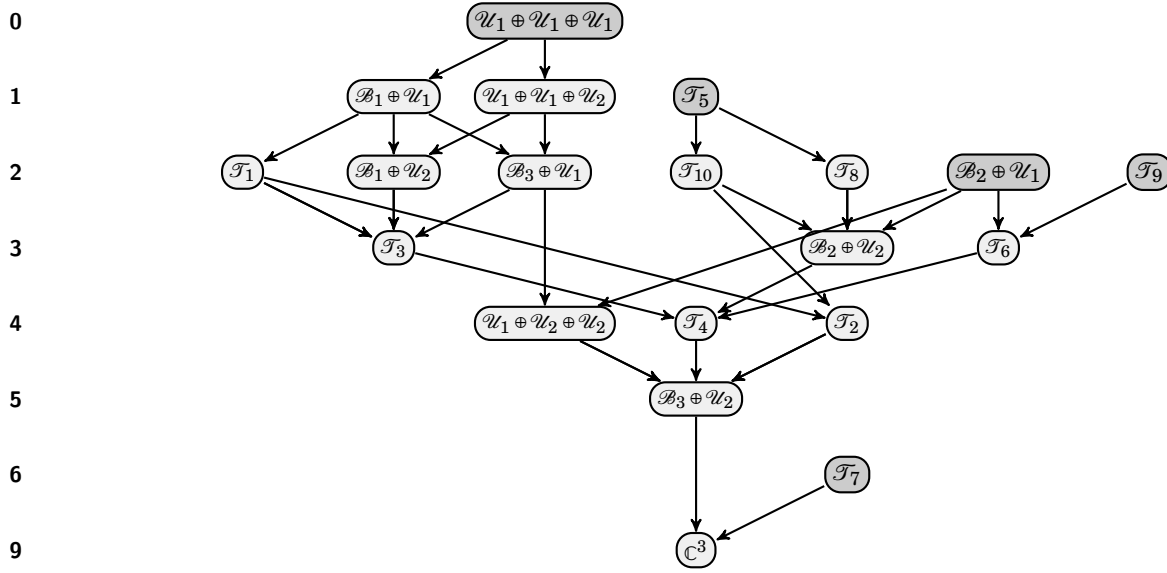 0 𝒰₁ ⊕ 𝒰₁ ⊕ 𝒰₁
1 ℬ₁ ⊕ 𝒰₁ 𝒰₁ ⊕ 𝒰₁ ⊕ 𝒰₂ 𝒯₅
2 𝒯₁ ℬ₁ ⊕ 𝒰₂ ℬ₃ ⊕ 𝒰₁ 𝒯₁₀ 𝒯₈ ℬ₂ ⊕ 𝒰₁ 𝒯₉
3 𝒯₃ ℬ₂ ⊕ 𝒰₂ 𝒯₆
4 𝒰₁ ⊕ 𝒰₂ ⊕ 𝒰₂ 𝒯₄ 𝒯₂
5 ℬ₃ ⊕ 𝒰₂
6 𝒯₇
9 ℂ³